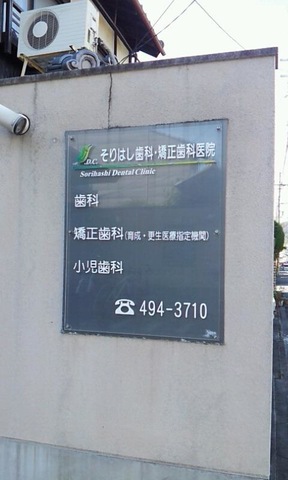 D.C. そりはし歯科・矯正歯科医院
Sorihashi Dental Clinic
歯科
矯正歯科(育成・更生医療指定機関)
小児歯科
☎494-3710